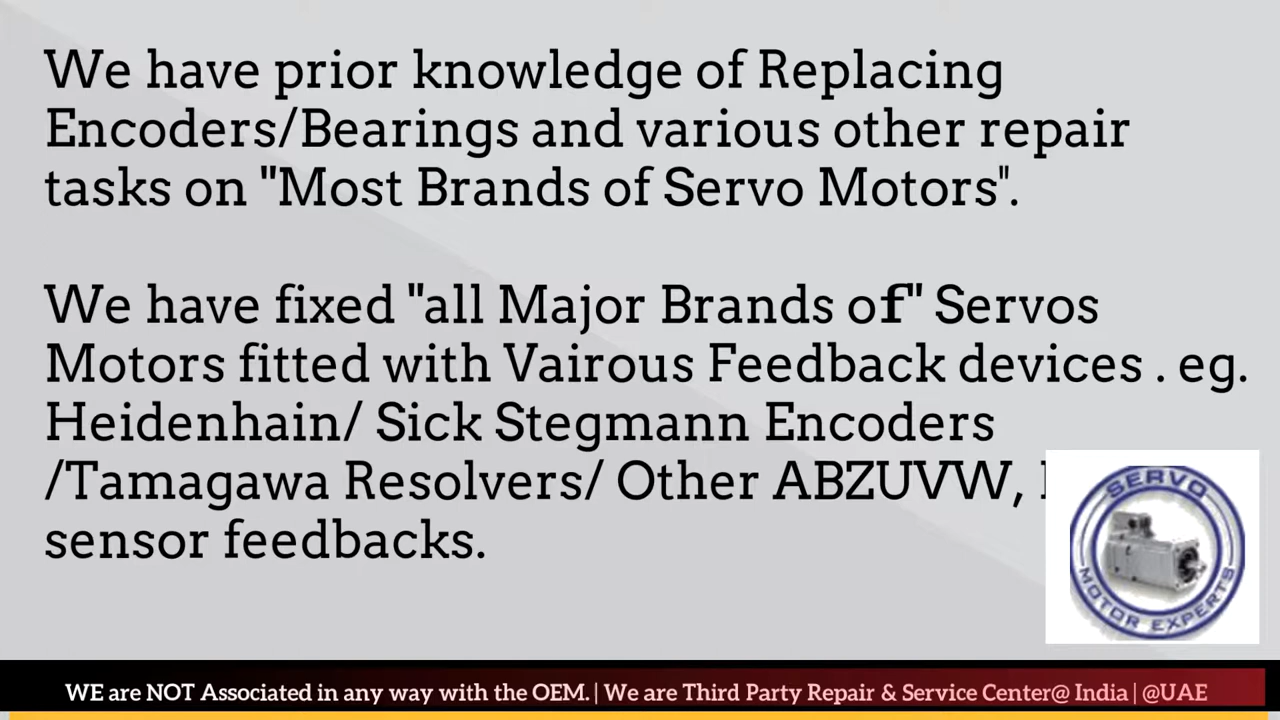 We have prior knowledge of Replacing
Encoders/Bearings and various other repair
tasks on "Most Brands of Servo Motors".
We have fixed "all Major Brands of" Servos
Motors fitted with Vairous Feedback devices . eg.
Heidenhain/ Sick Stegmann Encoders
/Tamagawa Resolvers/ Other ABZUVW,
sensor feedbacks.
SERVO
MOTOR EXPERTS
WE are NOT Associated in any way with the OEM. | We are Third Party Repair & Service Center@ India | @UAE